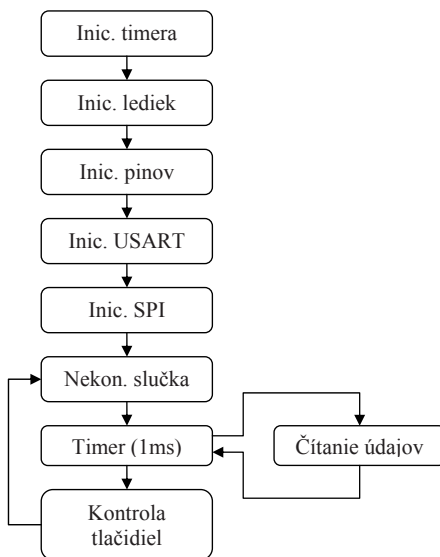 Inic. timera
Inic. lediek
Inic. pinov
Inic. USART
Inic. SPI
Nekon. slučka
Timer (1ms)
Čítanie údajov
Kontrola
tlačidiel